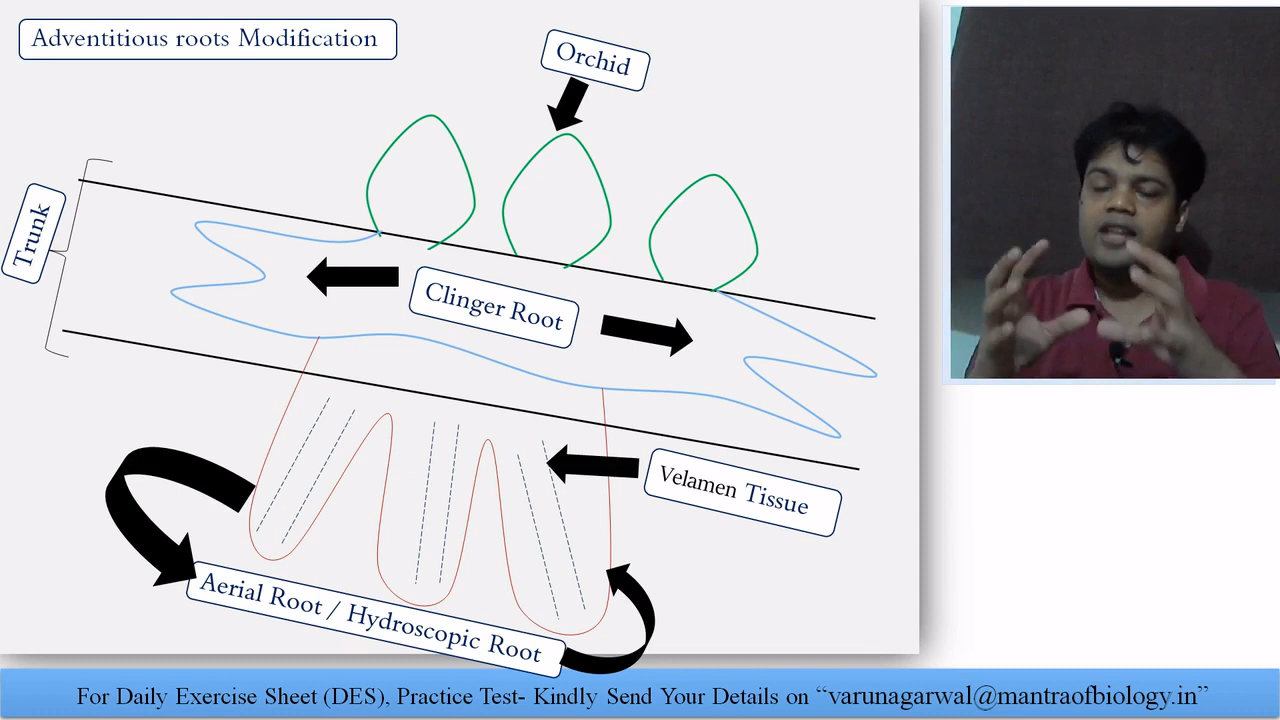 Adventitious roots Modification
Orchid
Trunk
Clinger Root
Velamen Tissue
Aerial Root / Hydroscopic Root
For Daily Exercise Sheet (DES), Practice Test- Kindly Send Your Details on “varunagarwal@mantraofbiology.in”